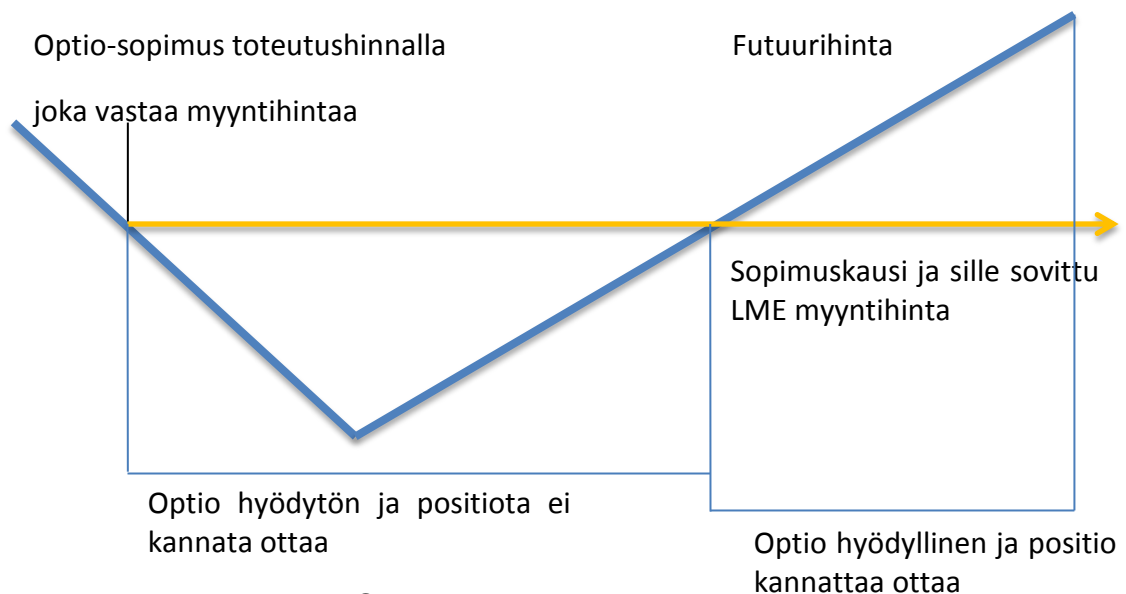 Optio-sopimus toteutushinnalla
joka vastaa myyntihintaa
Futuurihinta
Sopimuskausi ja sille sovittu
LME myyntihinta
Optio hyödytön ja positiota ei
kannata ottaa
Optio hyödyllinen ja positio
kannattaa ottaa